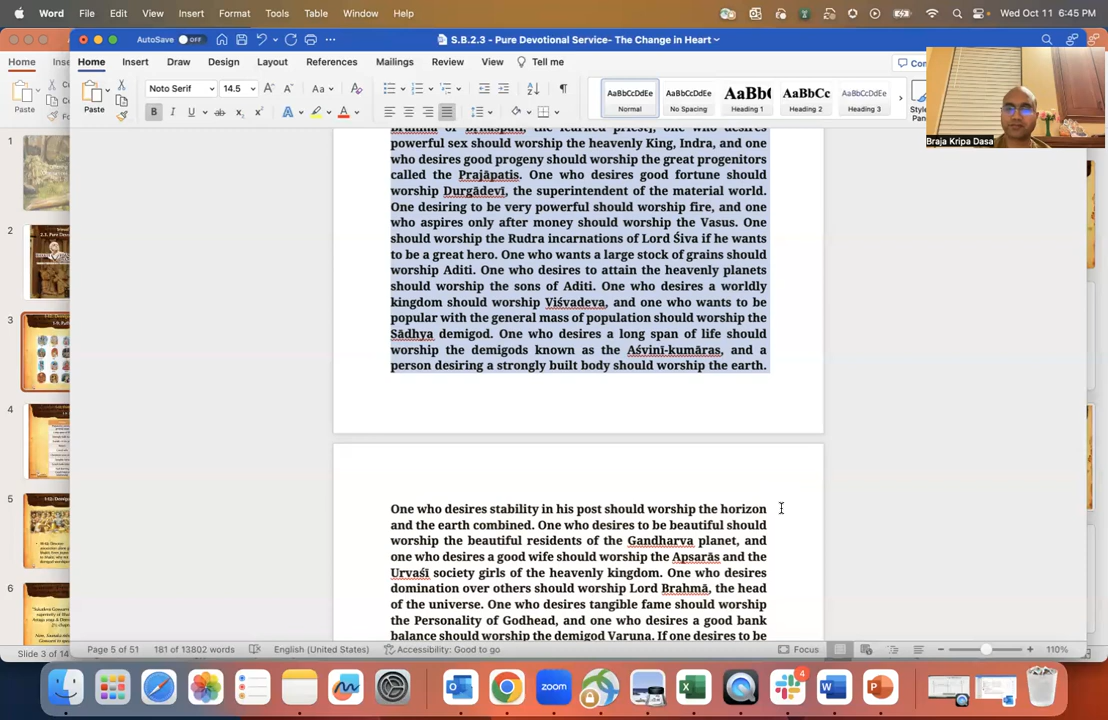 Word File Edit View Insert Format Tools Table Window Help Wed Oct 11 6:45 PM
AutoSave OFF S.B.2.3 - Pure Devotional Service- The Change in Heart
Home Insert Draw Design Layout References Mailings Review View Tell me
Paste Noto Serif 14.5 AaBbCcDdEe AaBbCcDdEe AaBbC AaBbCc AaBbCcDdEe
Normal No Spacing Heading 1 Heading 2 Heading 3
Braja Kripa Dasa
powerful sex should worship the heavenly King, Indra, and one
who desires good progeny should worship the great progenitors
called the Prajāpatis. One who desires good fortune should
worship Durgādevī, the superintendent of the material world.
One desiring to be very powerful should worship fire, and one
who aspires only after money should worship the Vasus. One
should worship the Rudra incarnations of Lord Śiva if he wants
to be a great hero. One who wants a large stock of grains should
worship Aditi. One who desires to attain the heavenly planets
should worship the sons of Aditi. One who desires a worldly
kingdom should worship Viśvadeva, and one who wants to be
popular with the general mass of population should worship the
Sādhya demigod. One who desires a long span of life should
worship the demigods known as the Aśvinī-kumāras, and a
person desiring a strongly built body should worship the earth.
One who desires stability in his post should worship the horizon
and the earth combined. One who desires to be beautiful should
worship the beautiful residents of the Gandharva planet, and
one who desires a good wife should worship the Apsarās and the
Urvaśī society girls of the heavenly kingdom. One who desires
domination over others should worship Lord Brahmā, the head
of the universe. One who desires tangible fame should worship
the Personality of Godhead, and one who desires a good bank
balance should worship the demigod Varuṇa. If one desires to be
Page 5 of 51 181 of 13802 words English (United States) Accessibility: Good to go Focus 110%
Slide 3 of 14